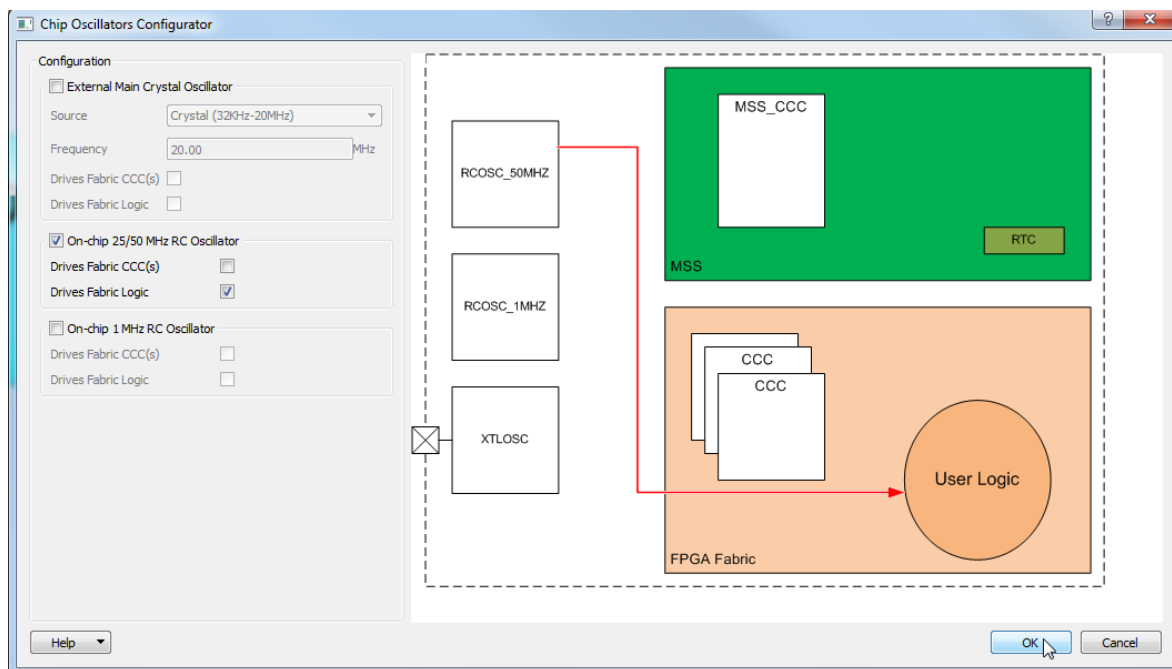 Chip Oscillators Configurator
Configuration
External Main Crystal Oscillator
Source Crystal (32KHz-20MHz)
Frequency 20.00 MHz
Drives Fabric CCC(s)
Drives Fabric Logic
On-chip 25/50 MHz RC Oscillator
Drives Fabric CCC(s)
Drives Fabric Logic
On-chip 1 MHz RC Oscillator
Drives Fabric CCC(s)
Drives Fabric Logic
RCOSC_50MHZ
RCOSC_1MHZ
XTLOSC
MSS_CCC
RTC
MSS
CCC
CCC
User Logic
FPGA Fabric
Help
OK
Cancel